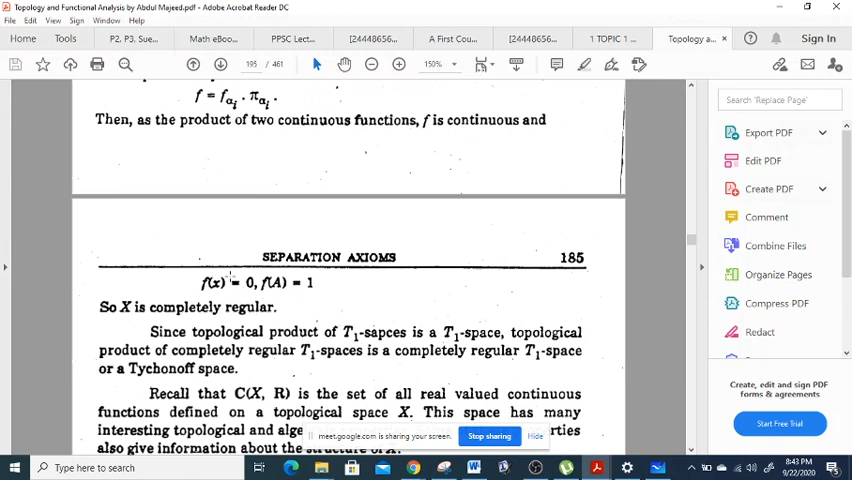 Topology and Functional Analysis by Abdul Majeed.pdf - Adobe Acrobat Reader DC
File Edit View Sign Window Help
Home Tools P2. P3. Sue... Math eBoo... PPSC Lect... [24448656... A First Cou... [24448656... 1 TOPIC 1 ... Topology a... × Sign In
195 / 461 150%
f = fαi . παi .
Then, as the product of two continuous functions, f is continuous and
SEPARATION AXIOMS 185
f(x) = 0, f(A) = 1
So X is completely regular.
Since topological product of T1-sapces is a T1-space, topological
product of completely regular T1-spaces is a completely regular T1-space
or a Tychonoff space.
Recall that C(X, R) is the set of all real valued continuous
functions defined on a topological space X. This space has many
interesting topological and alge
erties
also give information about the structure of X.
meet.google.com is sharing your screen. Stop sharing Hide
Search 'Replace Page'
Export PDF
Edit PDF
Create PDF
Comment
Combine Files
Organize Pages
Compress PDF
Redact
Create, edit and sign PDF
forms & agreements
Start Free Trial
Type here to search
8:43 PM
9/22/2020